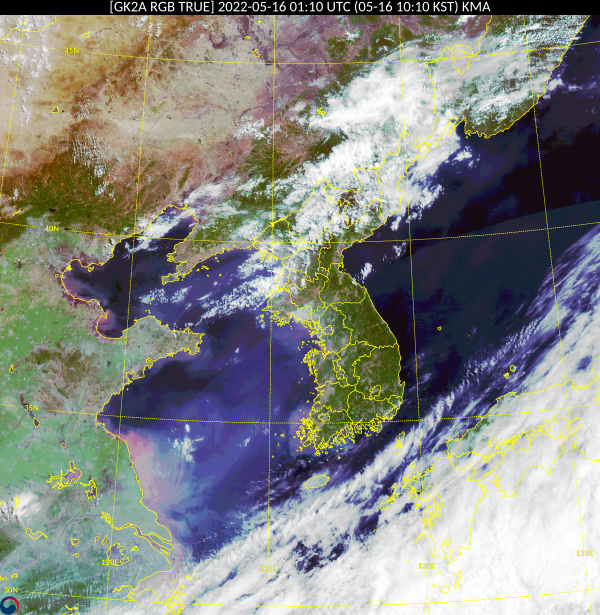 [GK2A RGB TRUE] 2022-05-16 01:10 UTC (05-16 10:10 KST) KMA
45N
40N
35N
120E
125E
130E
135E
30N